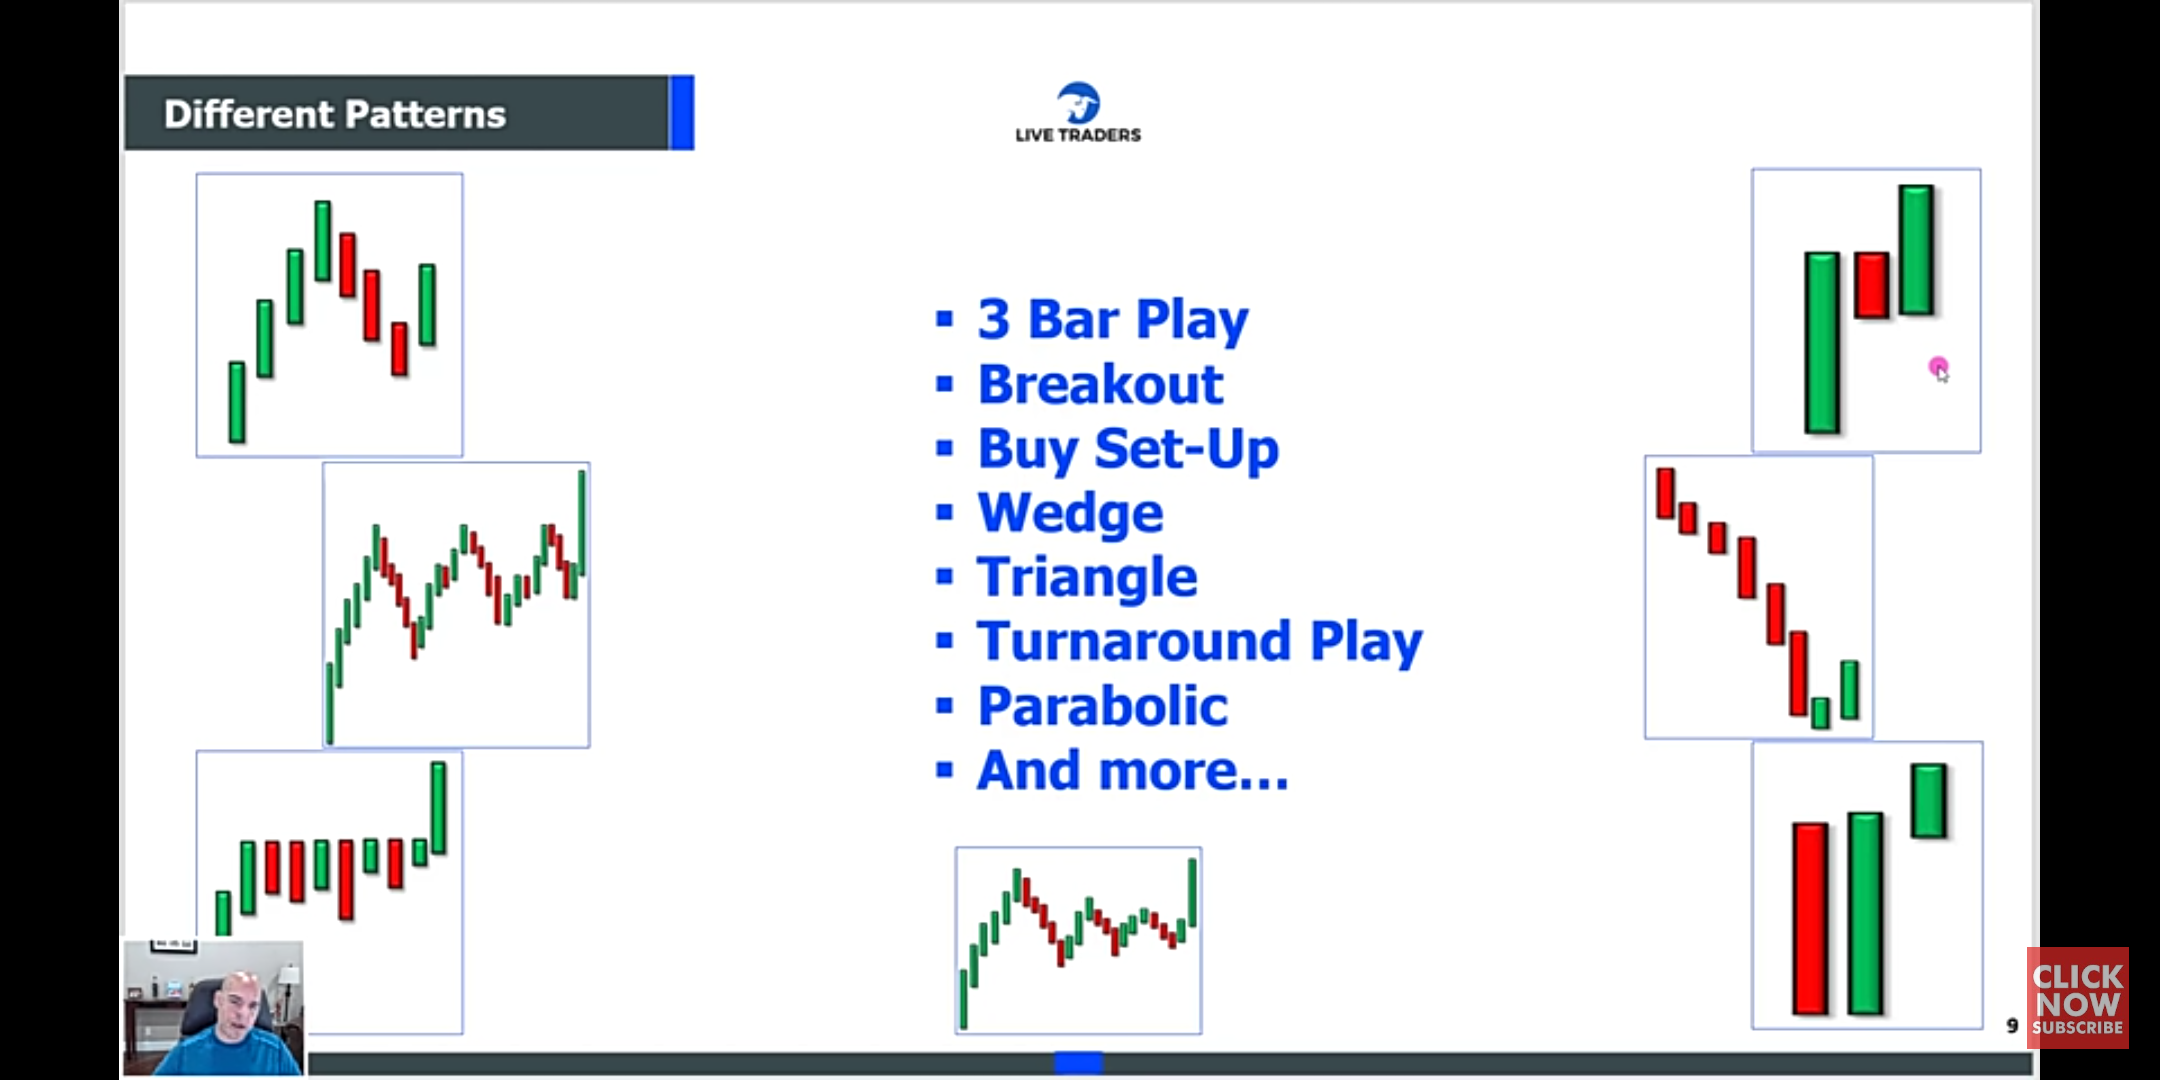 Different Patterns
LIVE TRADERS
3 Bar Play
Breakout
Buy Set-Up
Wedge
Triangle
Turnaround Play
Parabolic
And more...
9
CLICK
NOW
SUBSCRIBE